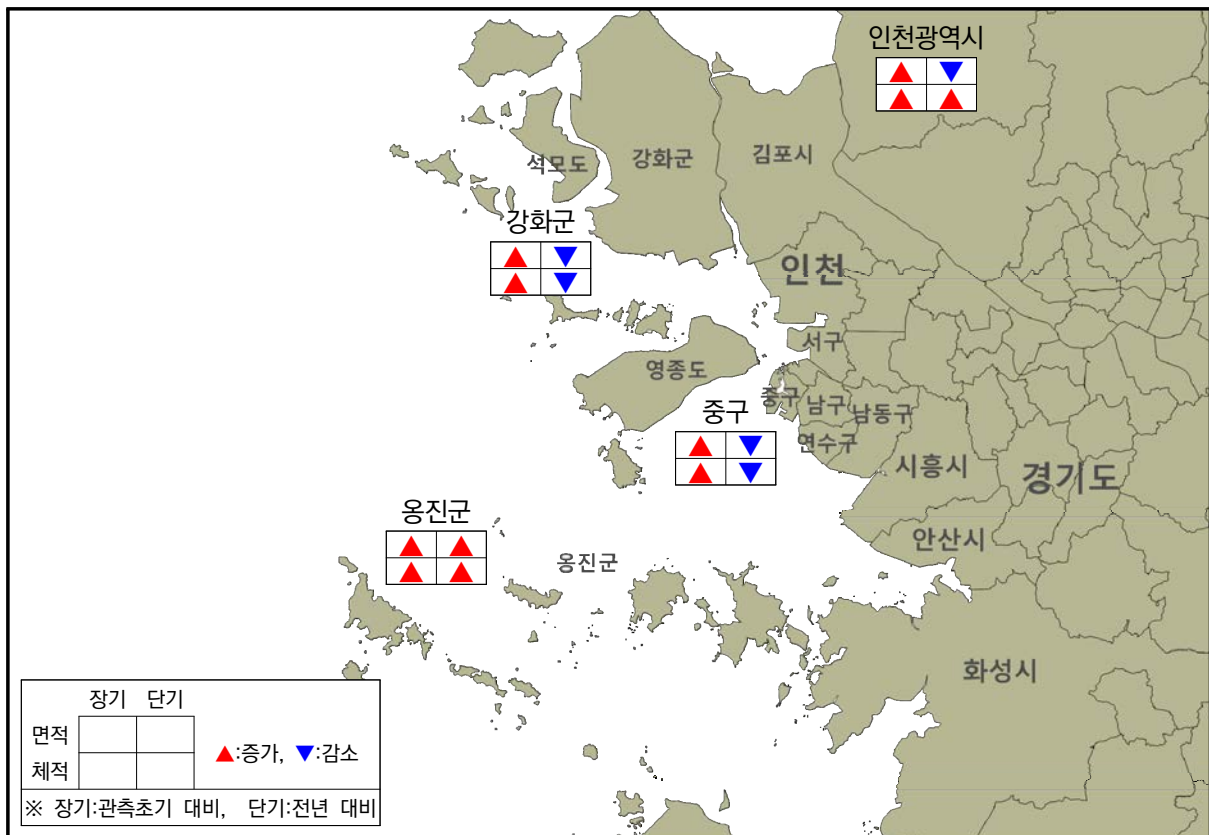 인천광역시
▲ ▼
▲ ▲
석모도
강화군
김포시
강화군
▲ ▼
▲ ▼
인천
서구
영종도
중구
남구
남동구
연수구
중구
▲ ▼
▲ ▼
시흥시
경기도
안산시
옹진군
▲ ▲
▲ ▲
옹진군
화성시
장기 단기
면적
체적
▲:증가, ▼:감소
※ 장기:관측초기 대비, 단기:전년 대비